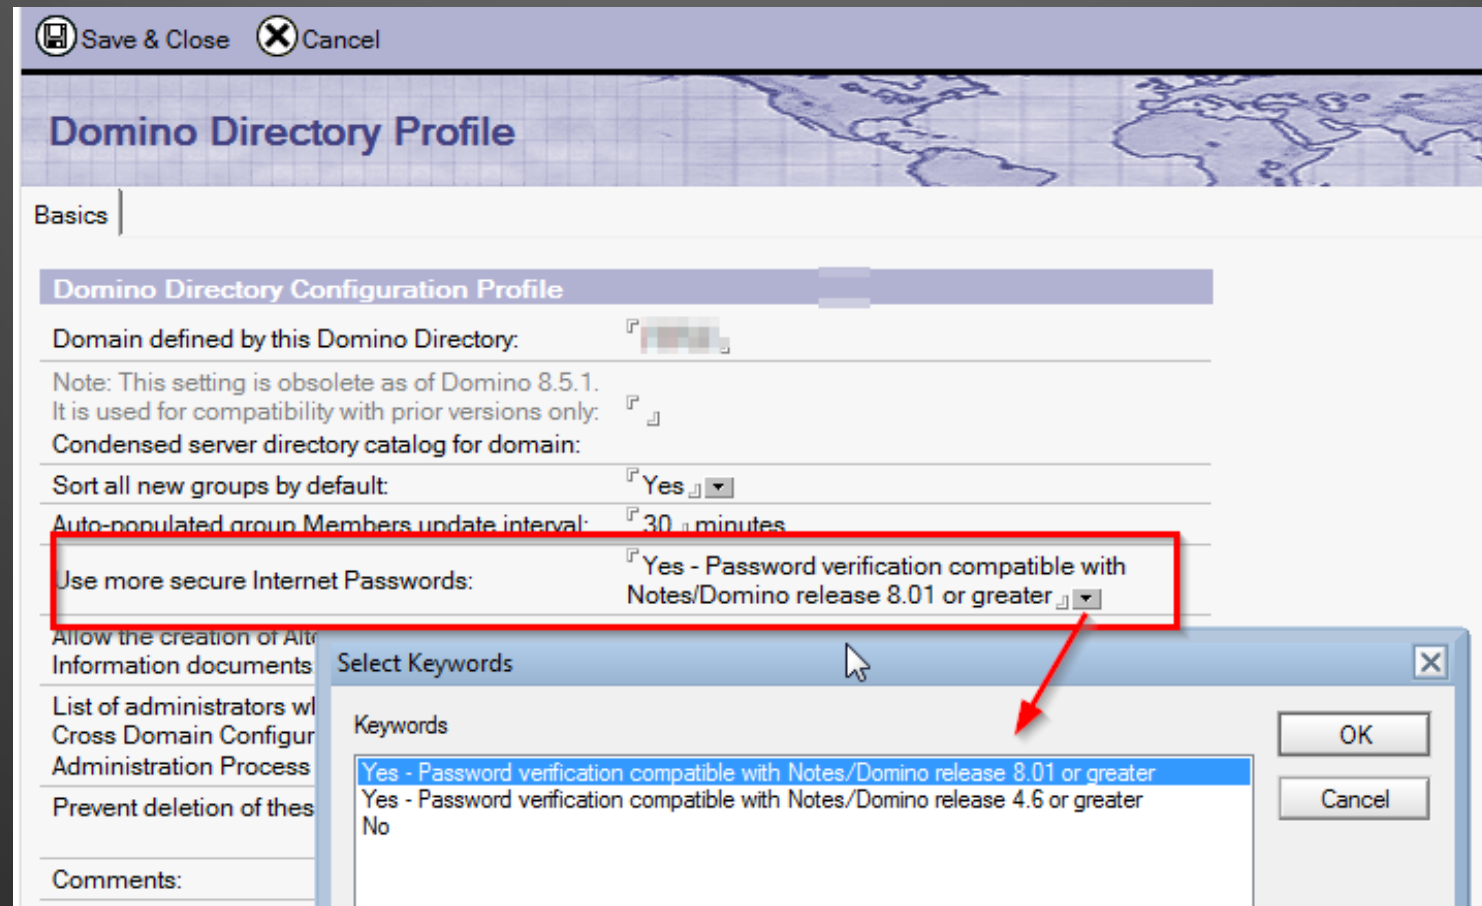 Save & Close Cancel
Domino Directory Profile
Basics
Domino Directory Configuration Profile
Domain defined by this Domino Directory:
Note: This setting is obsolete as of Domino 8.5.1.
It is used for compatibility with prior versions only:
Condensed server directory catalog for domain:
Sort all new groups by default: Yes
Auto-populated group Members update interval: 30 minutes
Use more secure Internet Passwords: Yes - Password verification compatible with
Notes/Domino release 8.01 or greater
Allow the creation of Alt
Information documents
List of administrators w
Cross Domain Configur
Administration Process
Prevent deletion of thes
Comments:
Select Keywords
Keywords
Yes - Password verification compatible with Notes/Domino release 8.01 or greater
Yes - Password verification compatible with Notes/Domino release 4.6 or greater
No
OK
Cancel